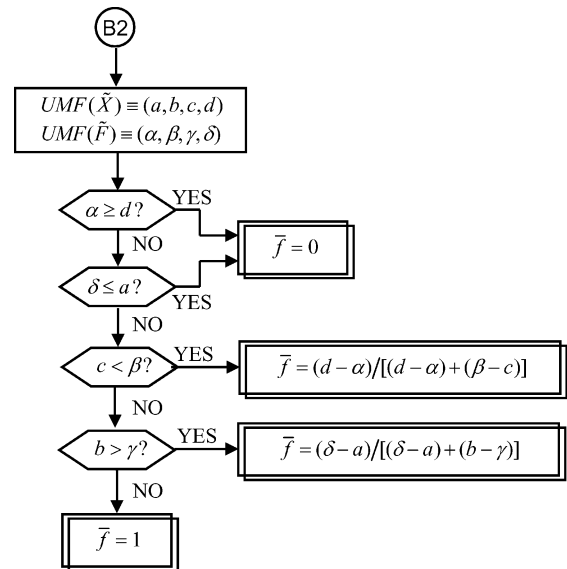 B2
UMF(X̃) ≡ (a, b, c, d)
UMF(F̃) ≡ (α, β, γ, δ)
α ≥ d?
YES
NO
f̅ = 0
δ ≤ a?
YES
NO
c < β?
YES
f̅ = (d − α)/[(d − α) + (β − c)]
NO
b > γ?
YES
f̅ = (δ − a)/[(δ − a) + (b − γ)]
NO
f̅ = 1